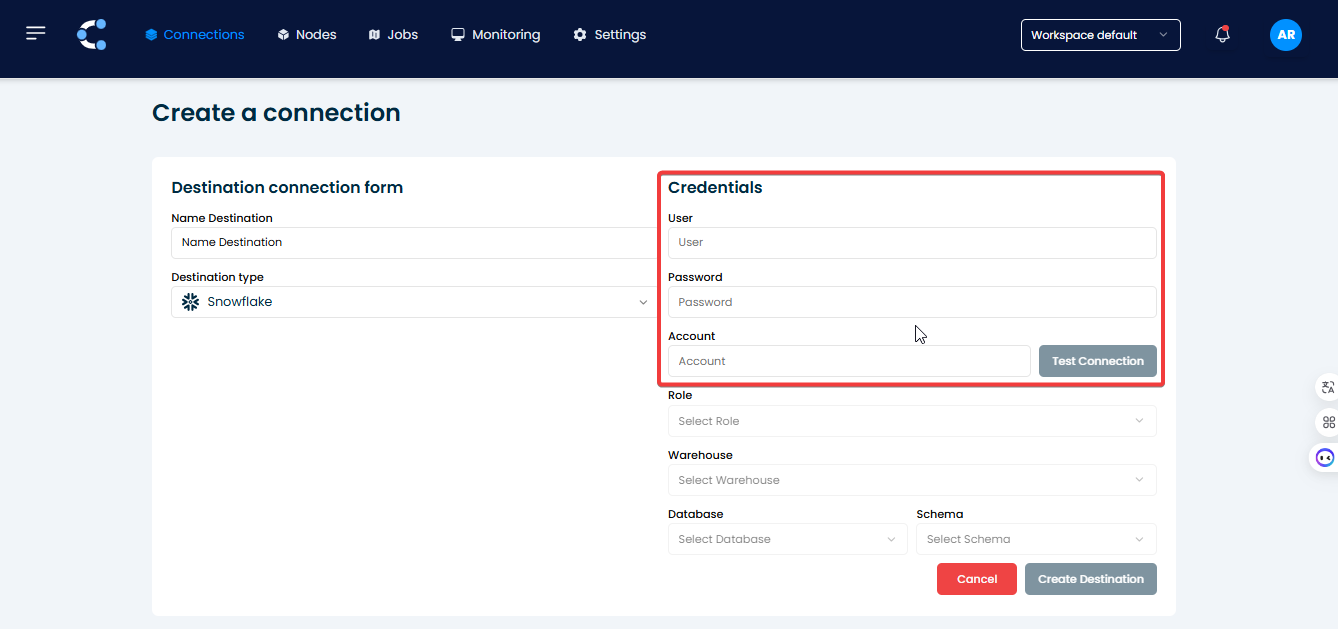 Connections Nodes Jobs Monitoring Settings Workspace default AR
Create a connection
Destination connection form
Name Destination
Name Destination
Destination type
Snowflake
Credentials
User
User
Password
Password
Account
Account Test Connection
Role
Select Role
Warehouse
Select Warehouse
Database Schema
Select Database Select Schema
Cancel Create Destination